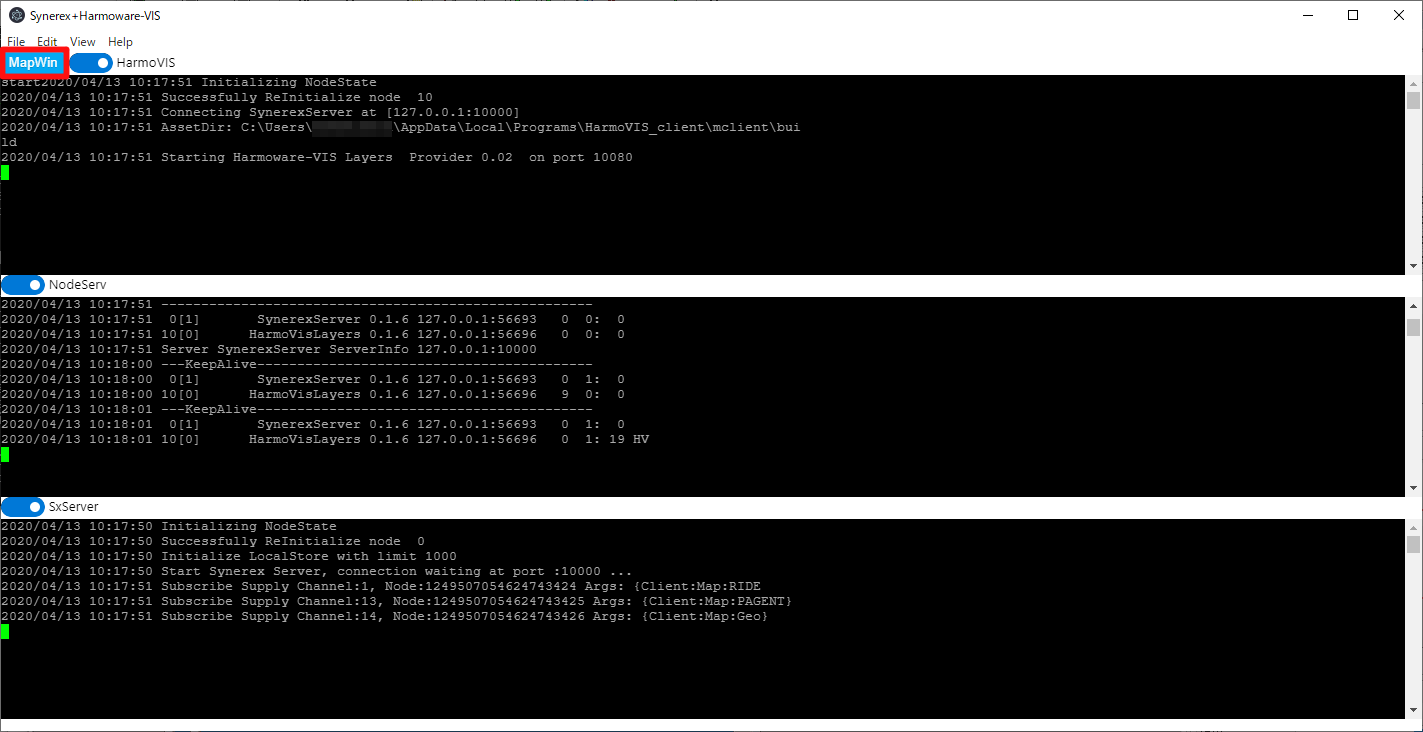 Synerex+Harmoware-VIS
File Edit View Help
MapWin HarmoVIS
start2020/04/13 10:17:51 Initializing NodeState
2020/04/13 10:17:51 Successfully ReInitialize node  10
2020/04/13 10:17:51 Connecting SynerexServer at [127.0.0.1:10000]
2020/04/13 10:17:51 AssetDir: C:\Users\ \AppData\Local\Programs\HarmoVIS_client\mclient\bui
ld
2020/04/13 10:17:51 Starting Harmoware-VIS Layers  Provider 0.02  on port 10080
NodeServ
2020/04/13 10:17:51 ------------------------------------------------------
2020/04/13 10:17:51  0[1]       SynerexServer 0.1.6 127.0.0.1:56693   0  0:  0
2020/04/13 10:17:51 10[0]      HarmoVisLayers 0.1.6 127.0.0.1:56696   0  0:  0
2020/04/13 10:17:51 Server SynerexServer ServerInfo 127.0.0.1:10000
2020/04/13 10:18:00 ---KeepAlive------------------------------------------
2020/04/13 10:18:00  0[1]       SynerexServer 0.1.6 127.0.0.1:56693   0  1:  0
2020/04/13 10:18:00 10[0]      HarmoVisLayers 0.1.6 127.0.0.1:56696   9  0:  0
2020/04/13 10:18:01 ---KeepAlive------------------------------------------
2020/04/13 10:18:01  0[1]       SynerexServer 0.1.6 127.0.0.1:56693   0  1:  0
2020/04/13 10:18:01 10[0]      HarmoVisLayers 0.1.6 127.0.0.1:56696   0  1: 19 HV
SxServer
2020/04/13 10:17:50 Initializing NodeState
2020/04/13 10:17:50 Successfully ReInitialize node  0
2020/04/13 10:17:50 Initialize LocalStore with limit 1000
2020/04/13 10:17:50 Start Synerex Server, connection waiting at port :10000 ...
2020/04/13 10:17:51 Subscribe Supply Channel:1, Node:1249507054624743424 Args: {Client:Map:RIDE
2020/04/13 10:17:51 Subscribe Supply Channel:13, Node:1249507054624743425 Args: {Client:Map:PAGENT}
2020/04/13 10:17:51 Subscribe Supply Channel:14, Node:1249507054624743426 Args: {Client:Map:Geo}